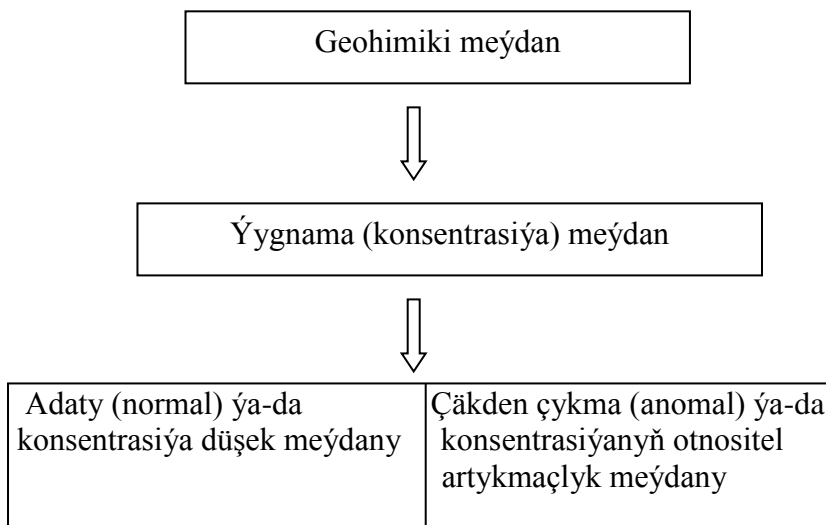 Geohimiki meýdan
Ýygnama (konsentrasiýa) meýdan
Adaty (normal) ýa-da
konsentrasiýa düşek meýdany
Çäkden çykma (anomal) ýa-da
konsentrasiýanyň otnositel
artykmaçlyk meýdany